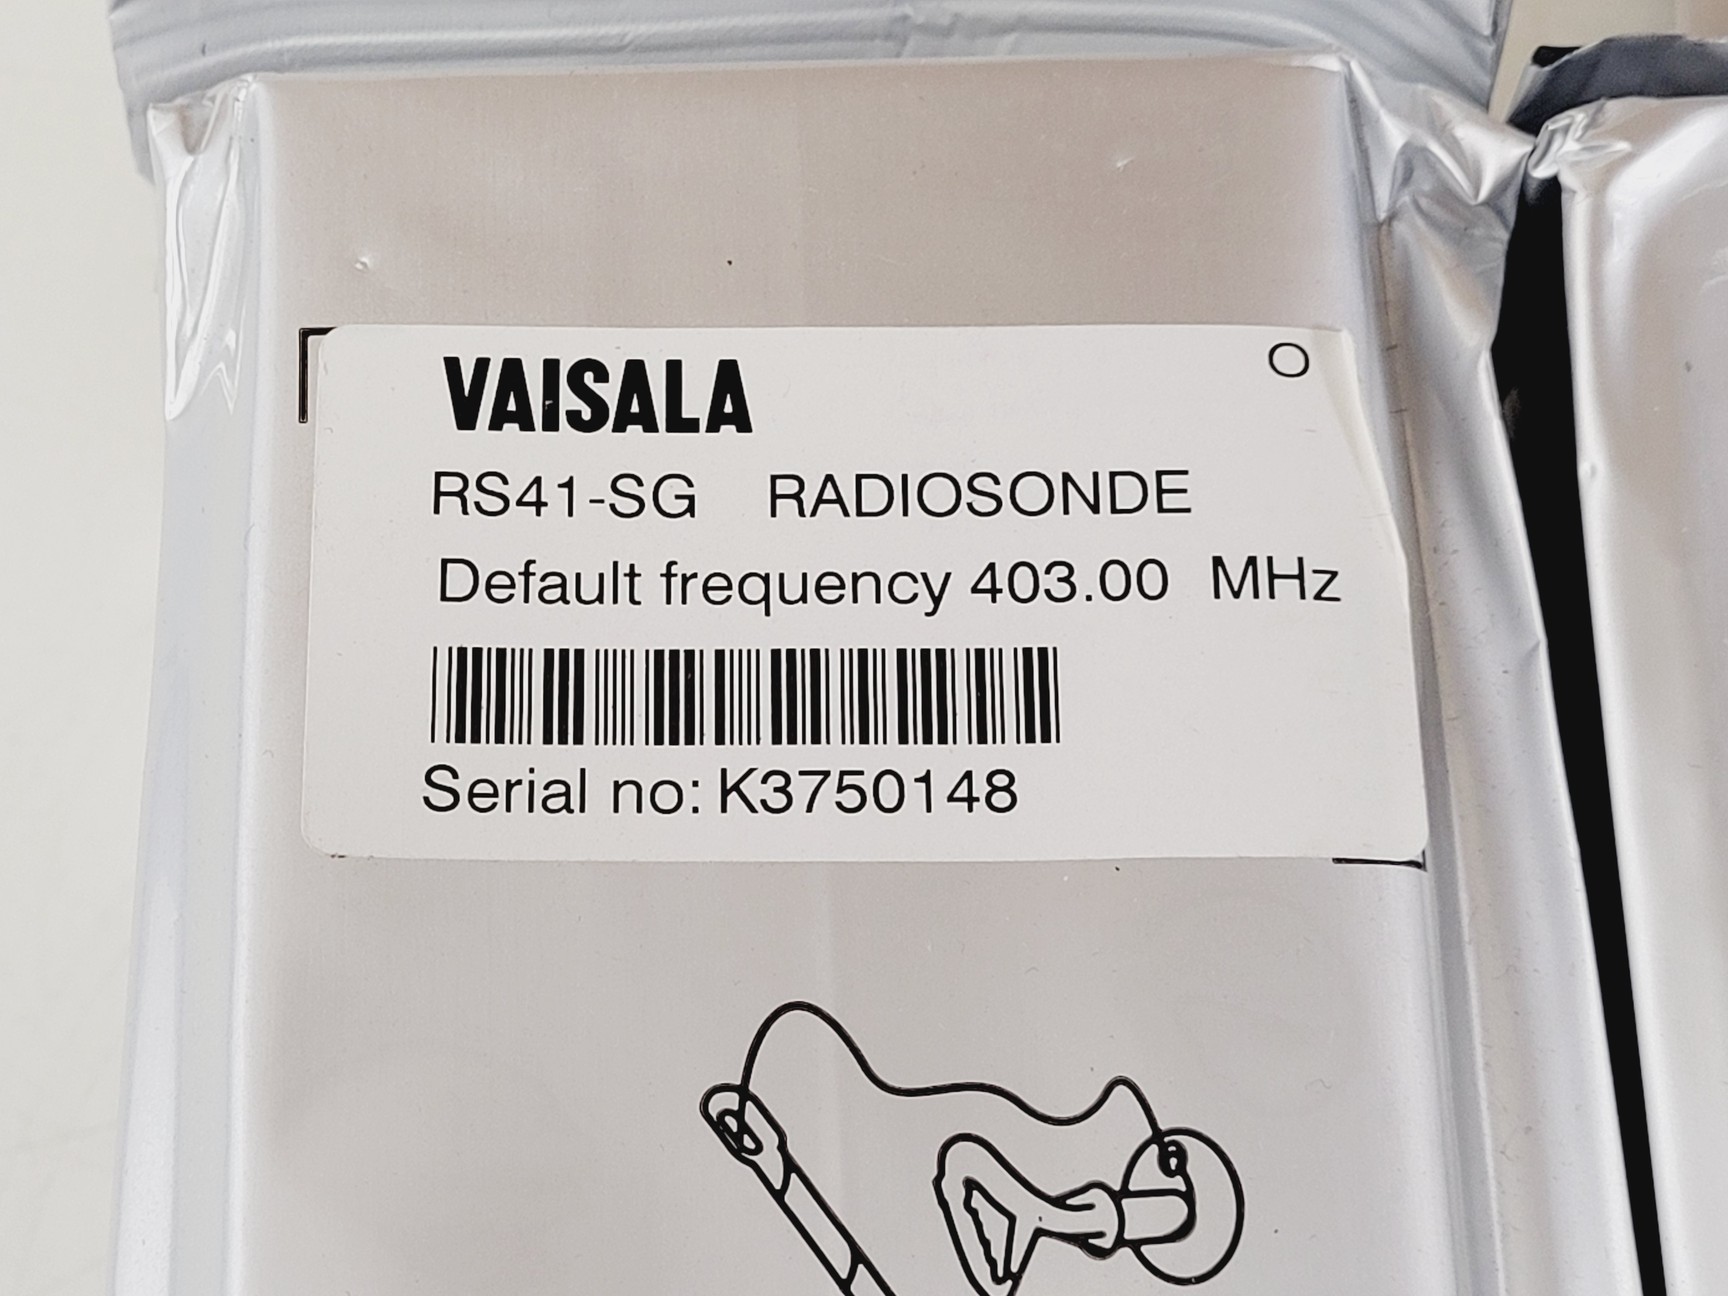 VAISALA
O
RS41-SG RADIOSONDE
Default frequency 403.00 MHz
Serial no: K3750148